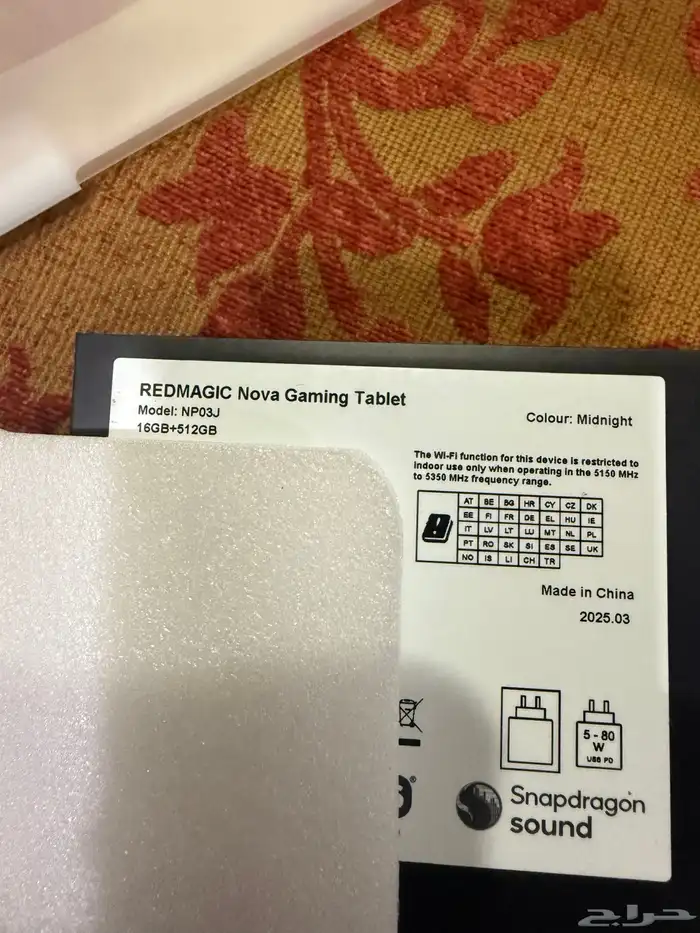 REDMAGIC Nova Gaming Tablet
Model: NP03J
16GB+512GB
Colour: Midnight
The Wi-Fi function for this device is restricted to
indoor use only when operating in the 5150 MHz
to 5350 MHz frequency range.
AT BE BG HR CY CZ DK
EE FI FR DE EL HU IE
IT LV LT LU MT NL PL
PT RO SK SI ES SE UK
NO IS LI CH TR
Made in China
2025.03
5 - 80
W
USB PD
Snapdragon
sound
حراج